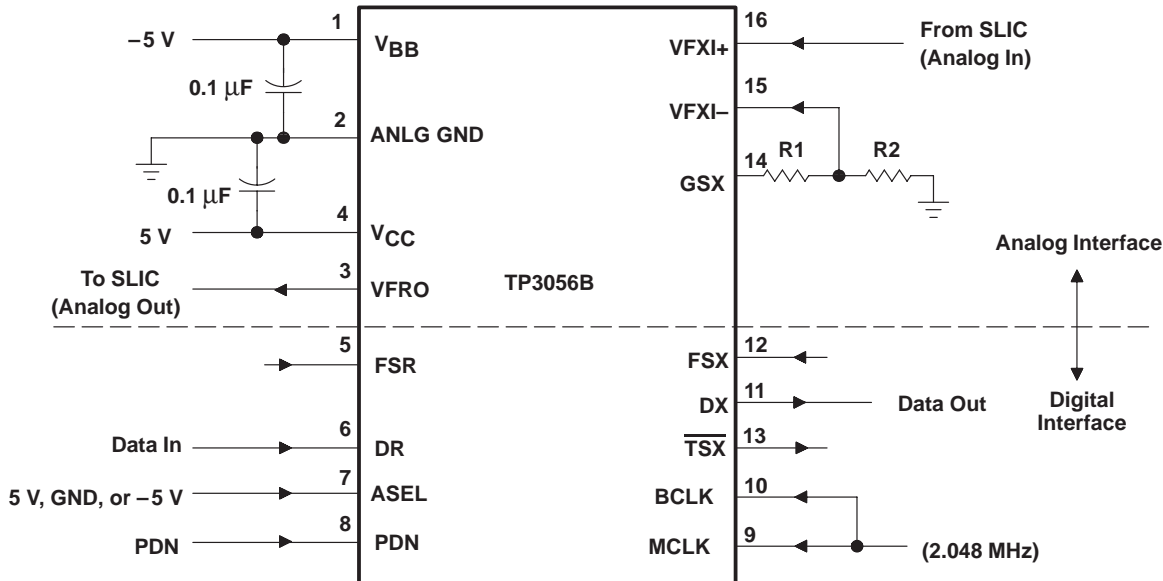 1
–5 V
VBB
0.1 μF
2
ANLG GND
0.1 μF
4
5 V
VCC
To SLIC
(Analog Out)
3
VFRO
TP3056B
16
VFXI+
From SLIC
(Analog In)
15
VFXI–
R1
R2
14
GSX
Analog Interface
5
FSR
6
Data In
DR
7
5 V, GND, or –5 V
ASEL
8
PDN
PDN
12
FSX
11
DX
Data Out
Digital
Interface
13
TSX
10
BCLK
9
MCLK
(2.048 MHz)